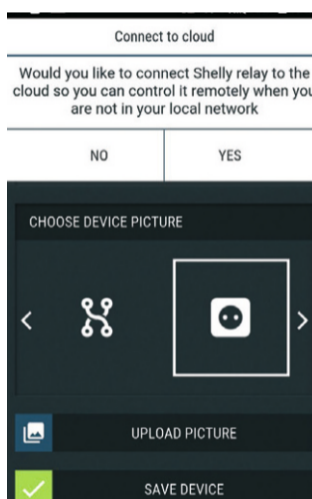 Connect to cloud
Would you like to connect Shelly relay to the
cloud so you can control it remotely when you
are not in your local network
NO YES
CHOOSE DEVICE PICTURE
UPLOAD PICTURE
SAVE DEVICE